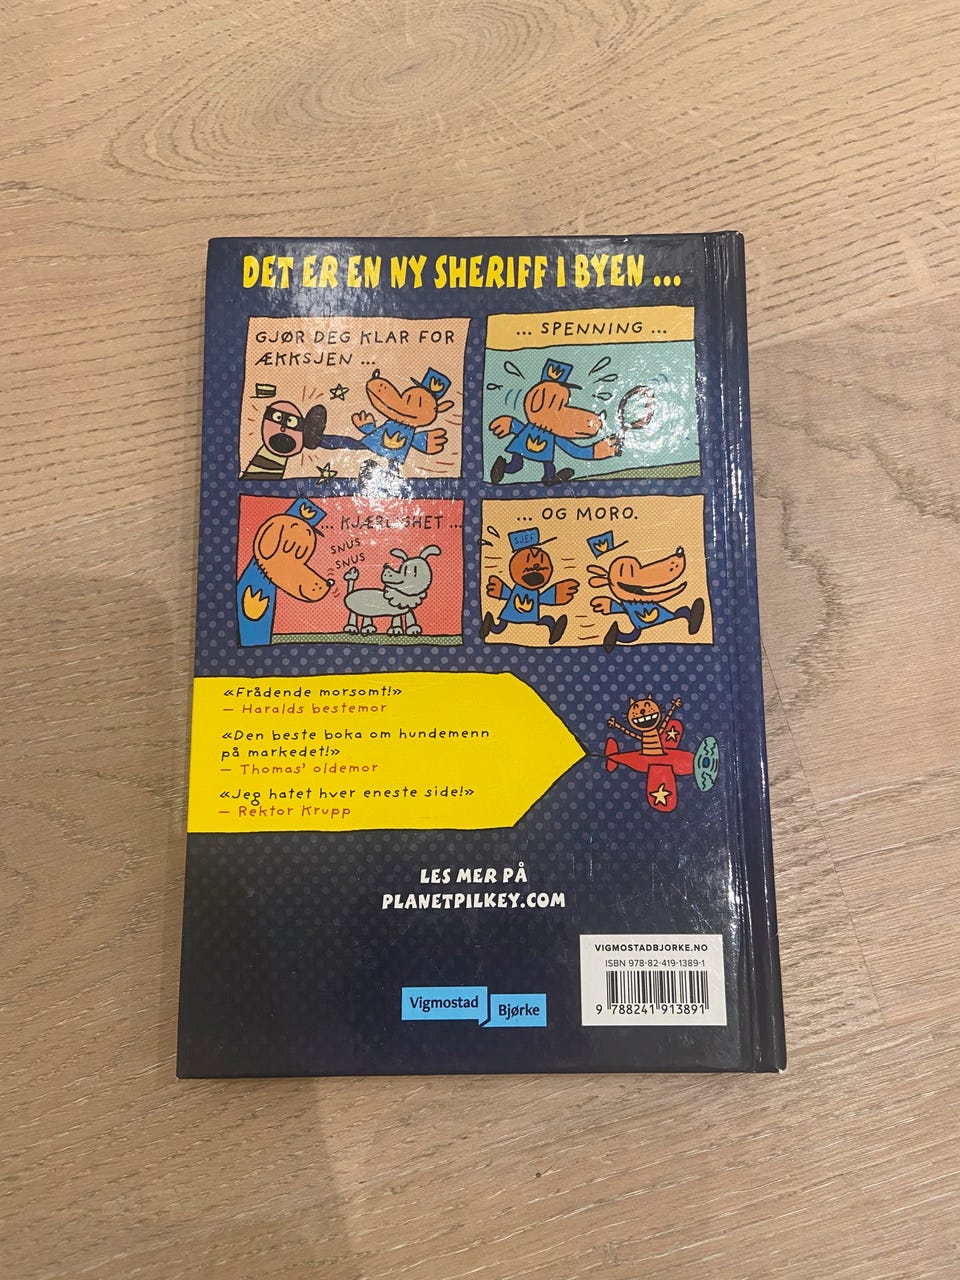 DET ER EN NY SHERIFF I BYEN ...
GJØR DEG KLAR FOR
ÆKKSJEN ...
... SPENNING ...
... KJÆRLIGHET ...
SNUS
SNUS
... OG MORO.
SJEF
«Frådende morsomt!»
– Haralds bestemor
«Den beste boka om hundemenn
på markedet!»
– Thomas' oldemor
«Jeg hatet hver eneste side!»
– Rektor Krupp
LES MER PÅ
PLANETPILKEY.COM
Vigmostad
Bjørke
VIGMOSTADBJORKE.NO
ISBN 978-82-419-1389-1
9 788241 913891